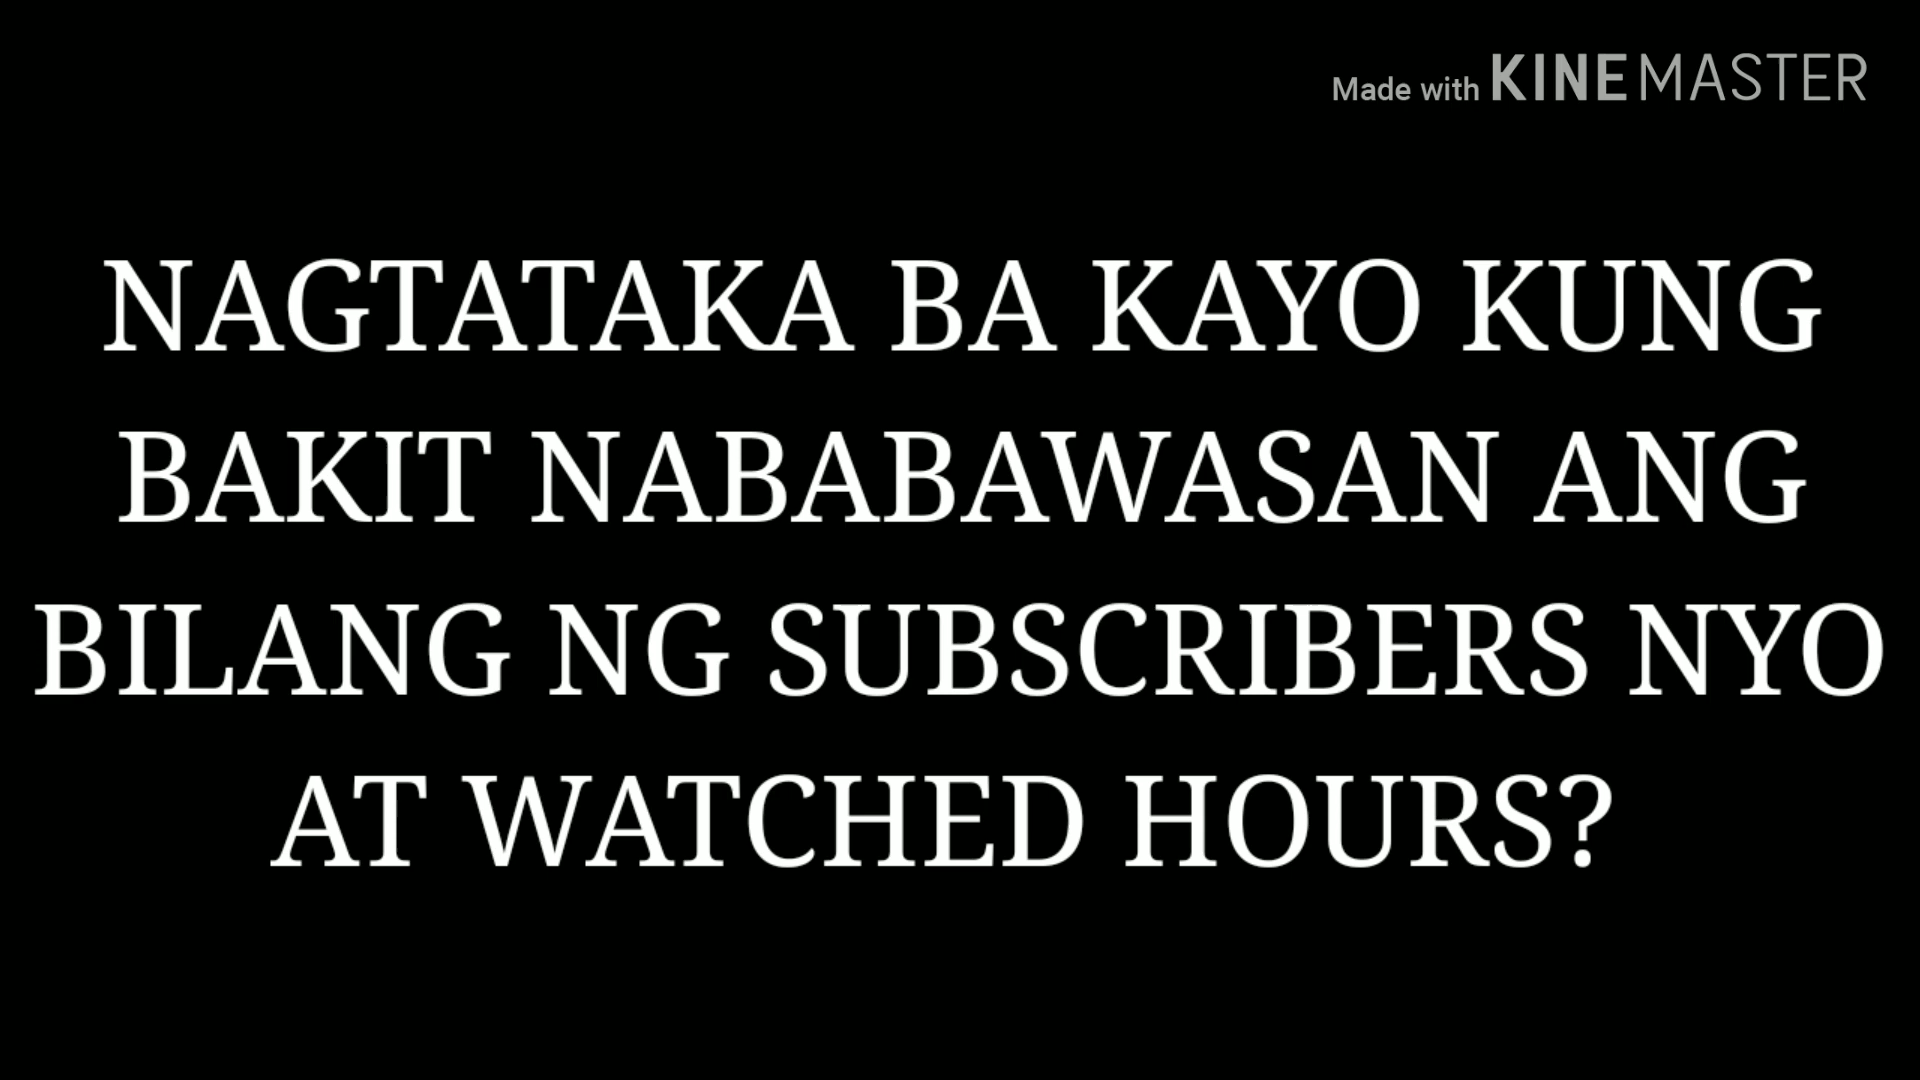 Made with KINEMASTER
NAGTATAKA BA KAYO KUNG
BAKIT NABABAWASAN ANG
BILANG NG SUBSCRIBERS NYO
AT WATCHED HOURS?